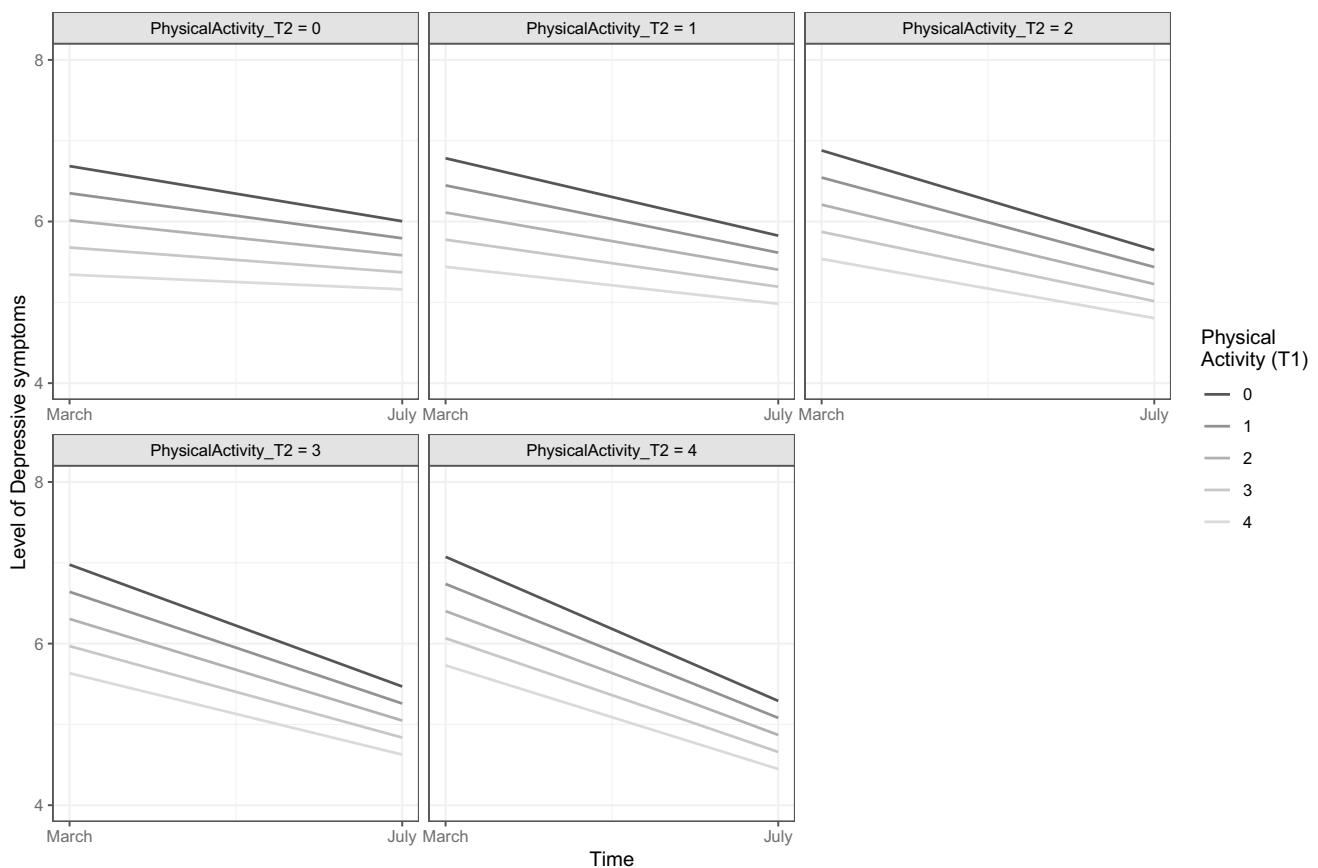 PhysicalActivity_T2 = 0
PhysicalActivity_T2 = 1
PhysicalActivity_T2 = 2
8
6
4
March
July
March
July
March
July
PhysicalActivity_T2 = 3
PhysicalActivity_T2 = 4
8
6
4
March
July
March
July
Level of Depressive symptoms
Time
Physical
Activity (T1)
0
1
2
3
4